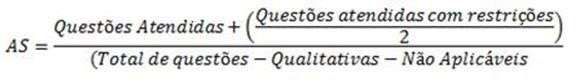 AS = Questões Atendidas + (Questões atendidas com restrições / 2)
(Total de questões − Qualitativas − Não Aplicáveis